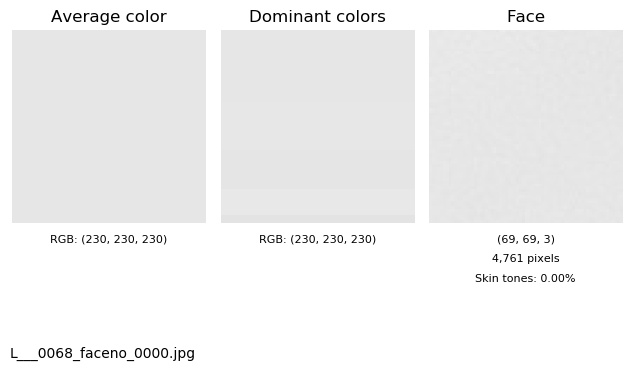 Average color
Dominant colors
Face
RGB: (230, 230, 230)
RGB: (230, 230, 230)
(69, 69, 3)
4,761 pixels
Skin tones: 0.00%
L___0068_faceno_0000.jpg